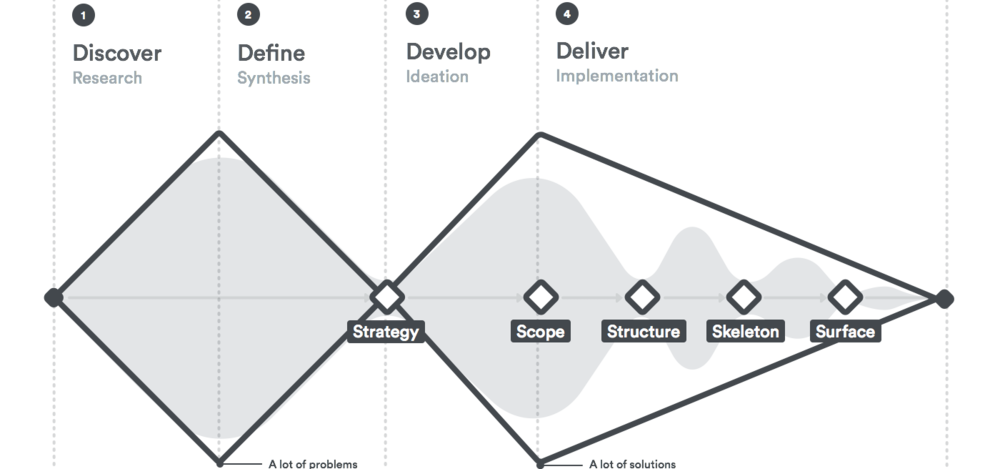 1
Discover
Research
2
Define
Synthesis
3
Develop
Ideation
4
Deliver
Implementation
Strategy
Scope
Structure
Skeleton
Surface
A lot of problems
A lot of solutions